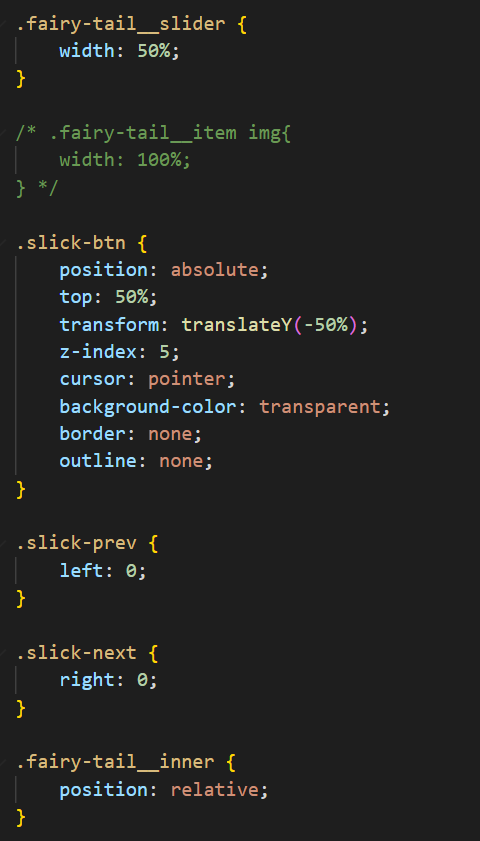 .fairy-tail__slider {
    width: 50%;
}

/* .fairy-tail__item img{
    width: 100%;
} */

.slick-btn {
    position: absolute;
    top: 50%;
    transform: translateY(-50%);
    z-index: 5;
    cursor: pointer;
    background-color: transparent;
    border: none;
    outline: none;
}

.slick-prev {
    left: 0;
}

.slick-next {
    right: 0;
}

.fairy-tail__inner {
    position: relative;
}